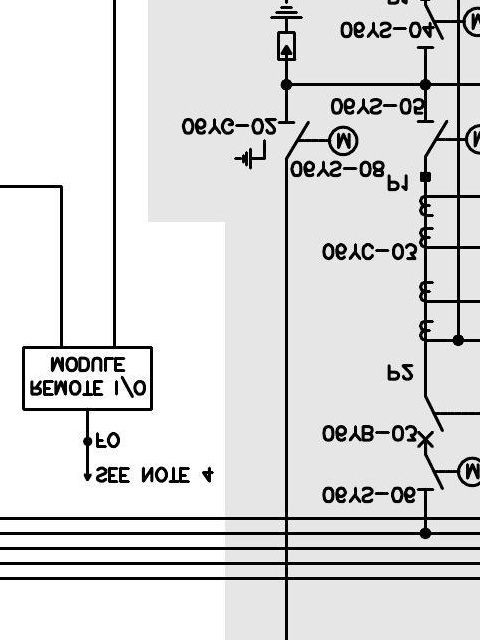 06YS-06
M
SEE NOTE 4
FO
06YB-03
REMOTE I/O
MODULE
P2
06YC-03
P1
06YS-08
M
M
06YG-02
06YS-05
06YS-04
M